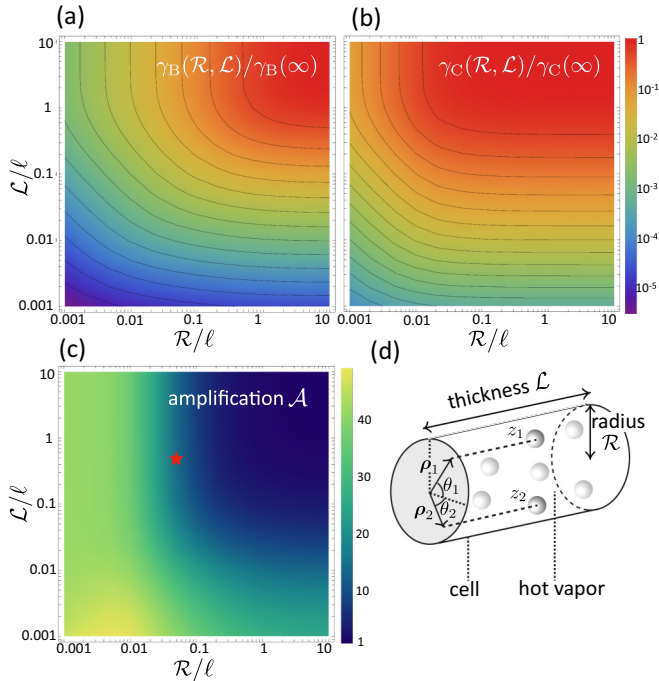 (a)
γB(ℛ, ℒ)/γB(∞)
10
1
0.1
0.01
0.001
ℒ/ℓ
0.001 0.01 0.1 1 10
ℛ/ℓ
(b)
γC(ℛ, ℒ)/γC(∞)
0.001 0.01 0.1 1 10
ℛ/ℓ
1
10⁻¹
10⁻²
10⁻³
10⁻⁴
10⁻⁵
(c)
amplification 𝒜
10
1
0.1
0.01
0.001
ℒ/ℓ
0.001 0.01 0.1 1 10
ℛ/ℓ
40
30
20
10
1
(d)
thickness ℒ
radius
ℛ
z₁
ρ₁
θ₁
ρ₂
θ₂
z₂
cell
hot vapor